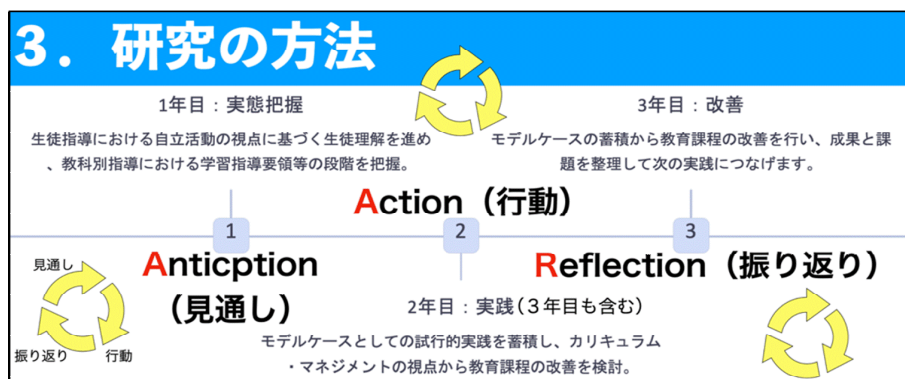 3．研究の方法
1年目：実態把握
生徒指導における自立活動の視点に基づく生徒理解を進め
、教科別指導における学習指導要領等の段階を把握。
3年目：改善
モデルケースの蓄積から教育課程の改善を行い、成果と課
題を整理して次の実践につなげます。
Action（行動）
1
2
3
見通し
振り返り
行動
Anticption
（見通し）
Reflection（振り返り）
2年目：実践（３年目も含む）
モデルケースとしての試行的実践を蓄積し、カリキュラム
・マネジメントの視点から教育課程の改善を検討。